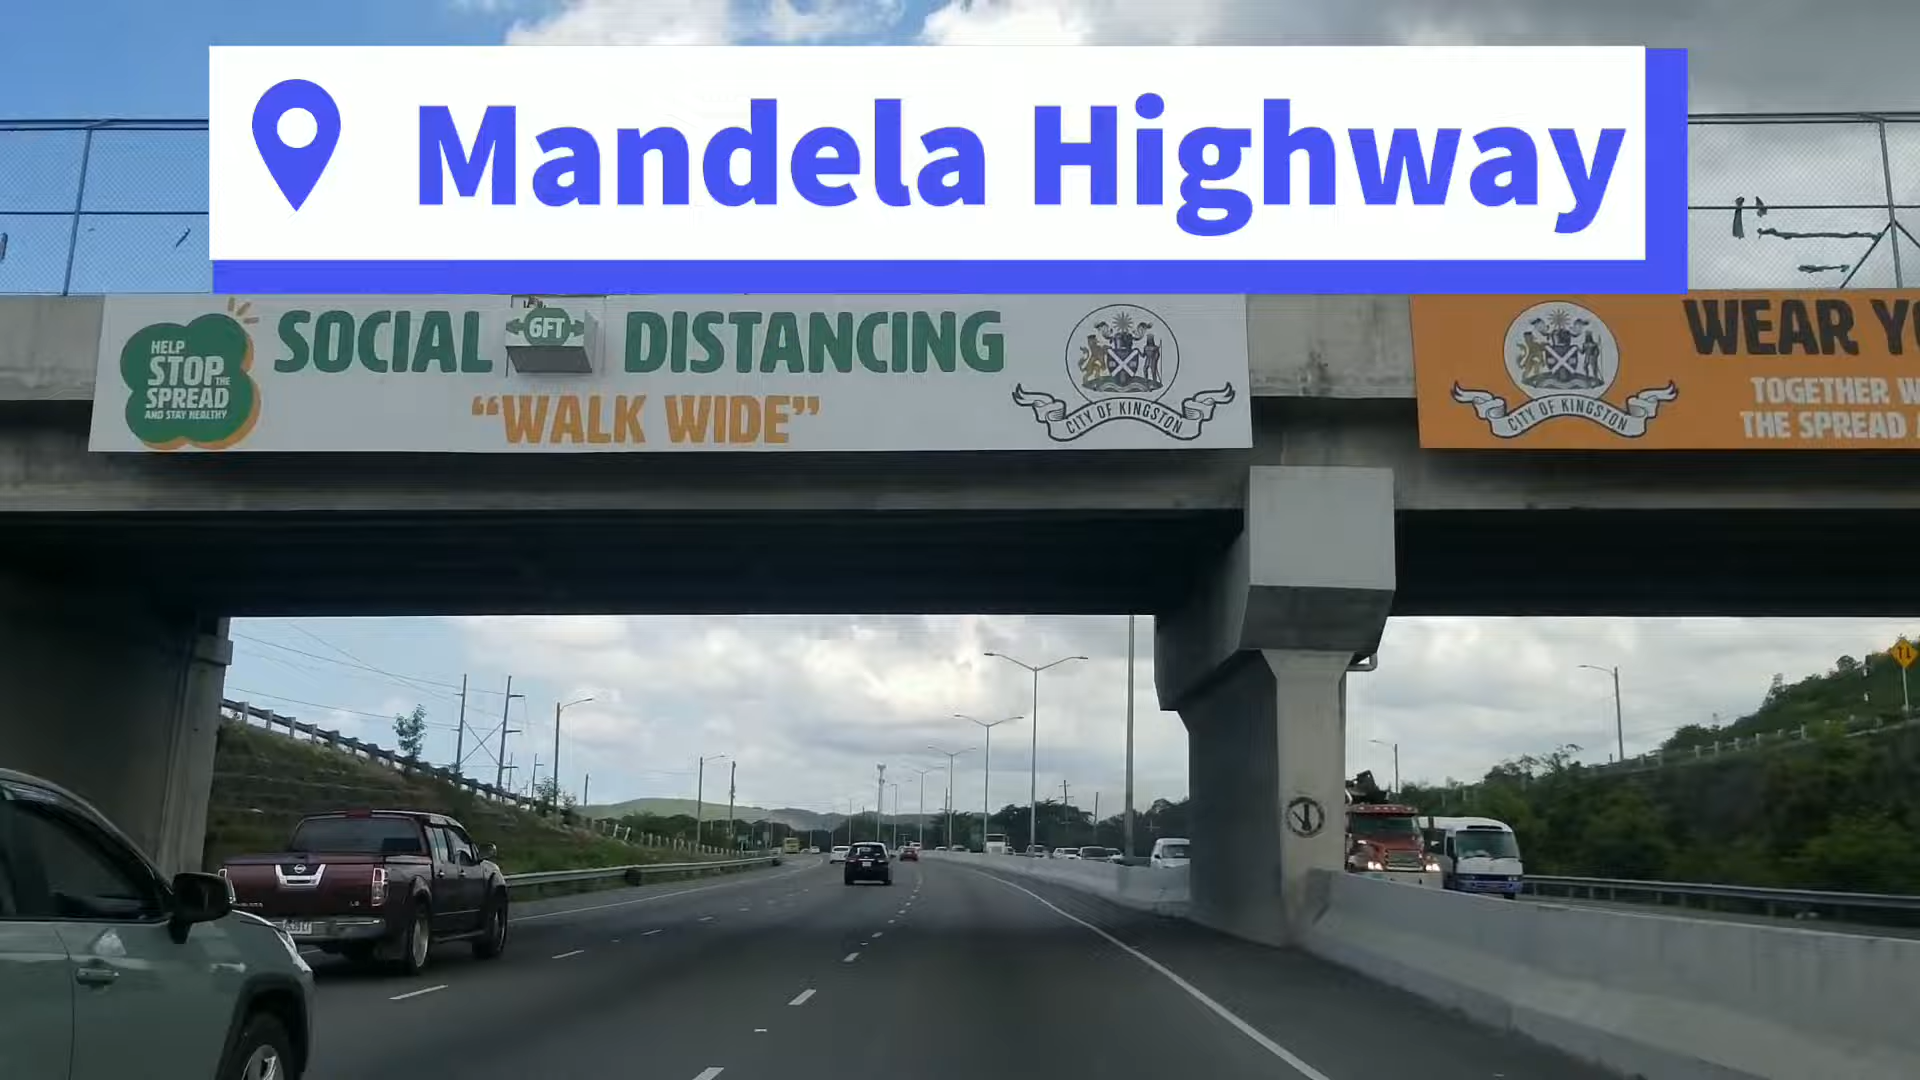 Mandela Highway
HELP
STOP THE
SPREAD
AND STAY HEALTHY
SOCIAL 6FT DISTANCING
"WALK WIDE"
CITY OF KINGSTON
CITY OF KINGSTON
WEAR Y
TOGETHER W
THE SPREAD